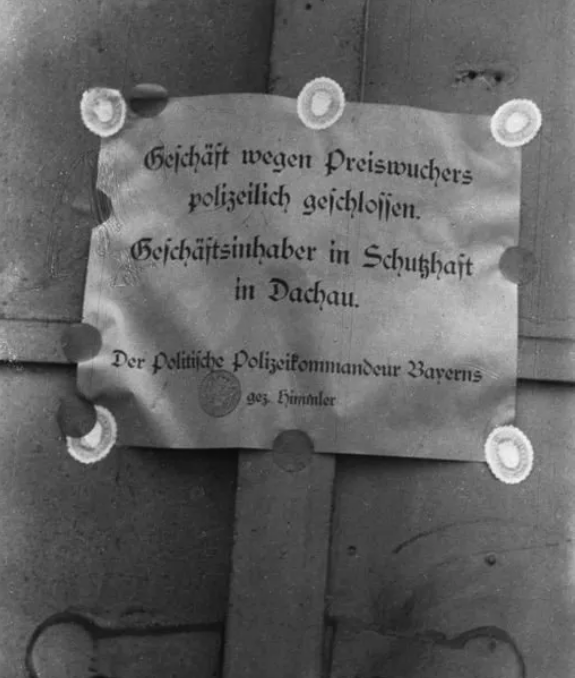 Geschäft wegen Preiswuchers
polizeilich geschlossen.
Geschäftsinhaber in Schutzhaft
in Dachau.
Der Politische Polizeikommandeur Bayerns
gez. Himmler